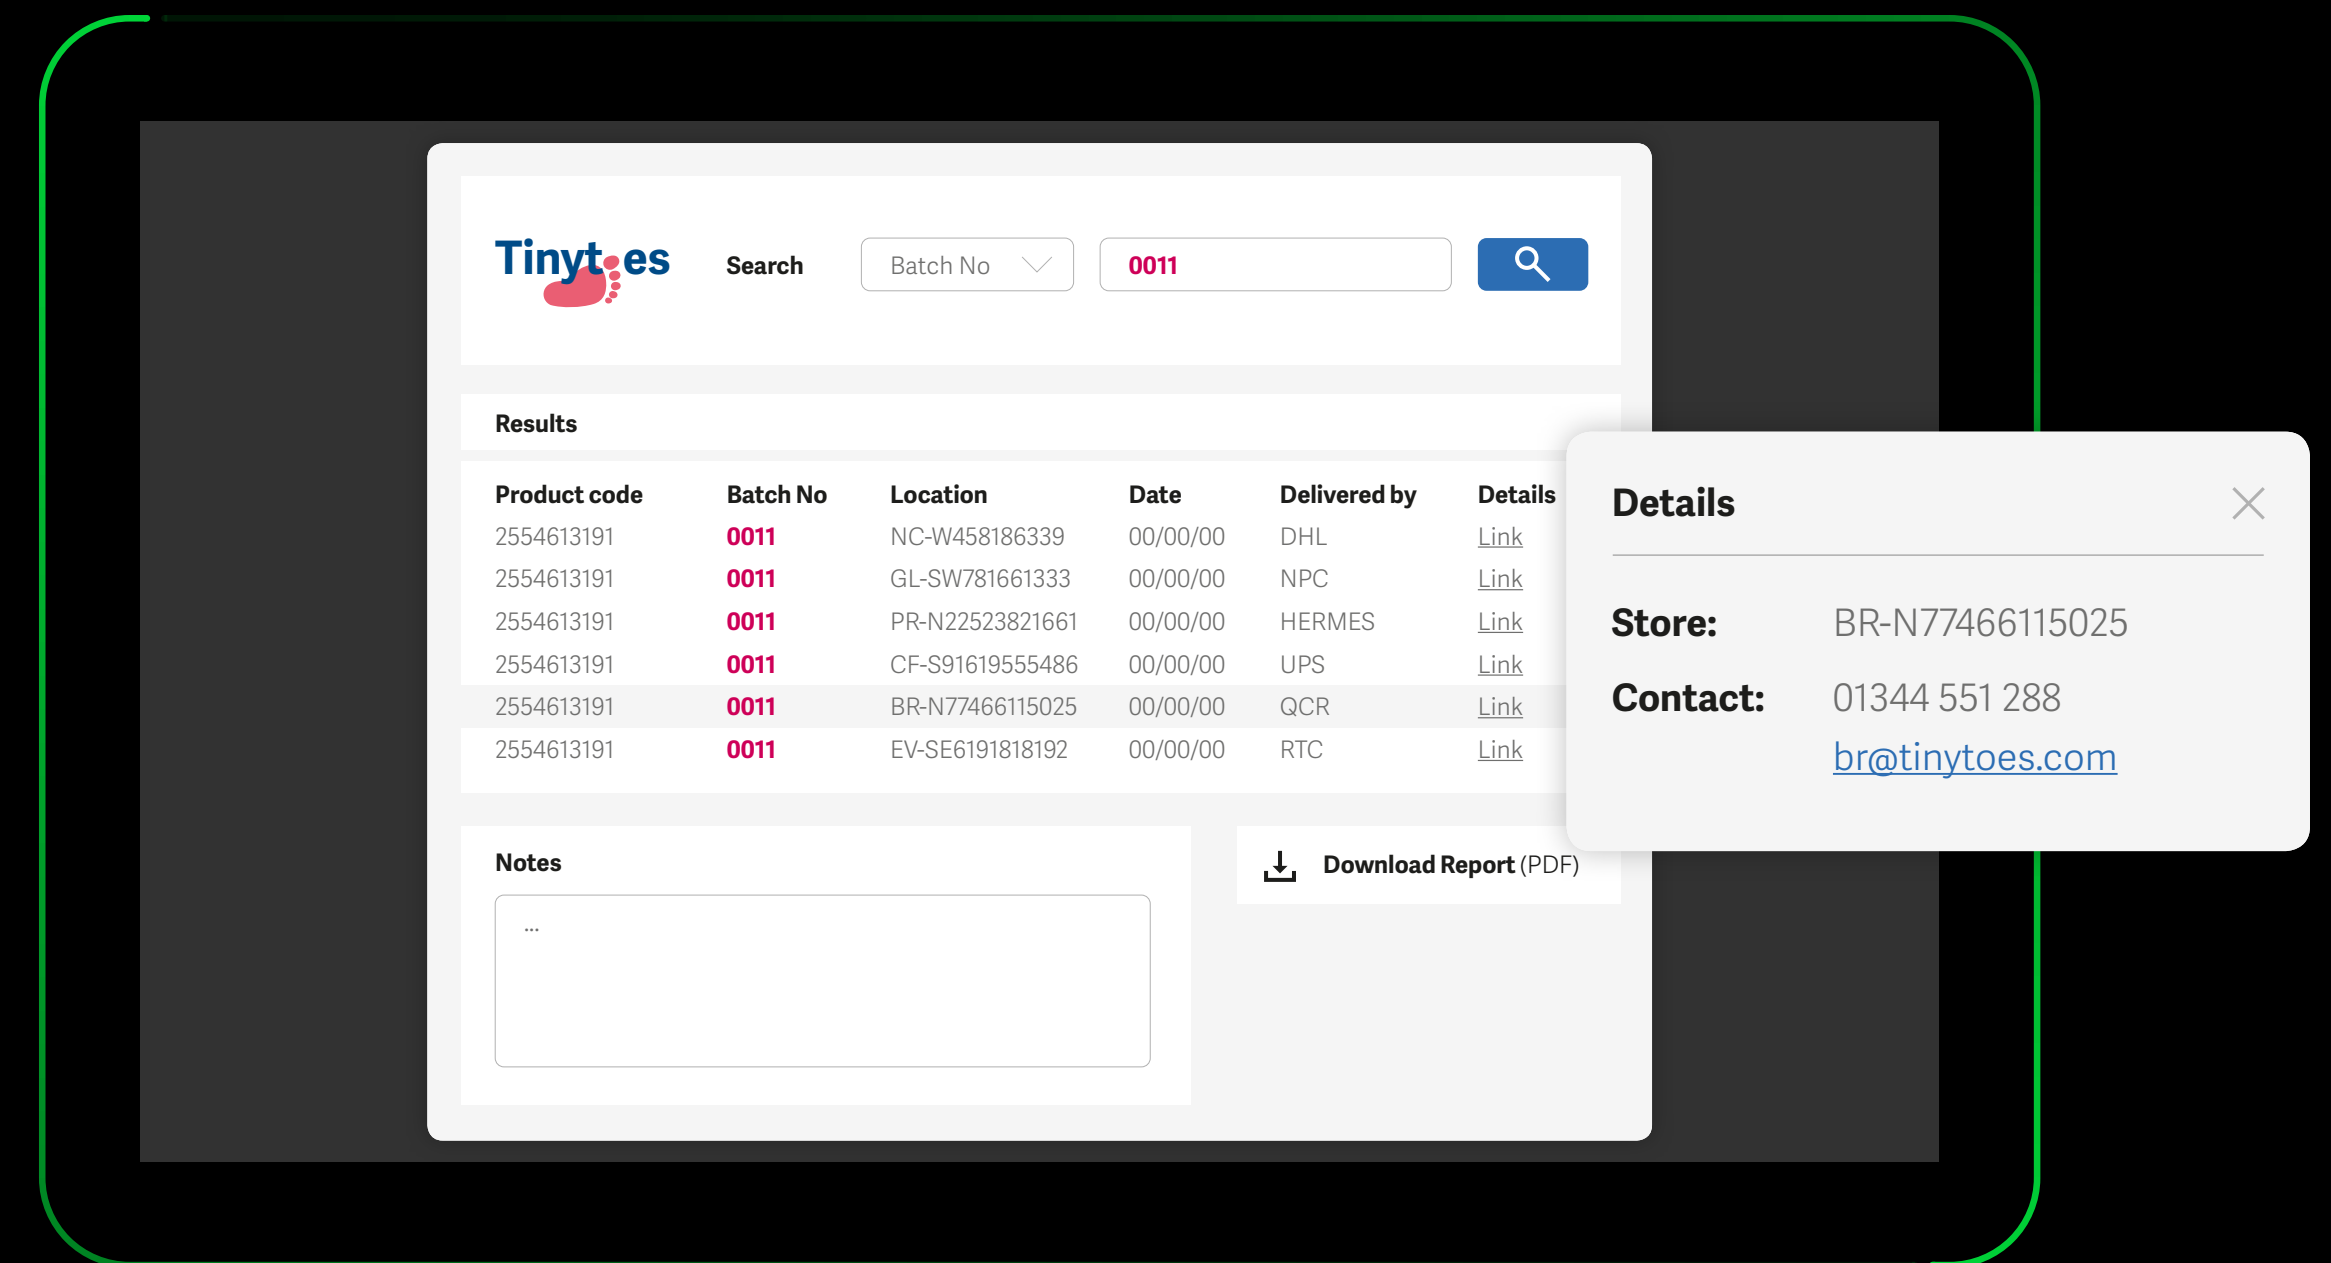 Tinytoes
Search Batch No 0011
Results
Product code Batch No Location Date Delivered by Details
2554613191 0011 NC-W458186339 00/00/00 DHL Link
2554613191 0011 GL-SW781661333 00/00/00 NPC Link
2554613191 0011 PR-N22523821661 00/00/00 HERMES Link
2554613191 0011 CF-S91619555486 00/00/00 UPS Link
2554613191 0011 BR-N77466115025 00/00/00 QCR Link
2554613191 0011 EV-SE6191818192 00/00/00 RTC Link
Notes
...
Download Report (PDF)
Details
Store: BR-N77466115025
Contact: 01344 551 288
br@tinytoes.com